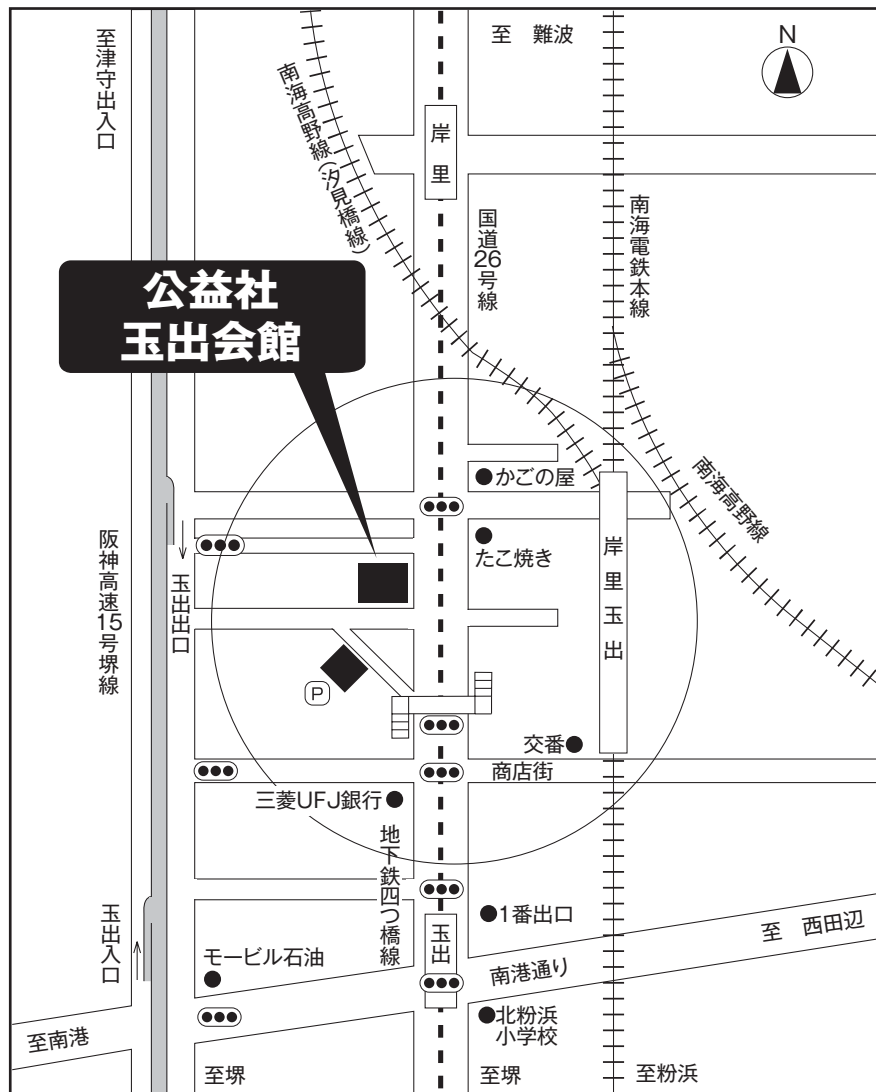 至津守出入口
南海高野線(汐見橋線)
至　難波
N
岸里
国道26号線
南海電鉄本線
公益社
玉出会館
かごの屋
南海高野線
たこ焼き
岸里玉出
阪神高速15号堺線
玉出出口
P
交番
商店街
三菱UFJ銀行
地下鉄四つ橋線
玉出入口
1番出口
玉出
至　西田辺
モービル石油
南港通り
至南港
北粉浜
小学校
至堺
至堺
至粉浜